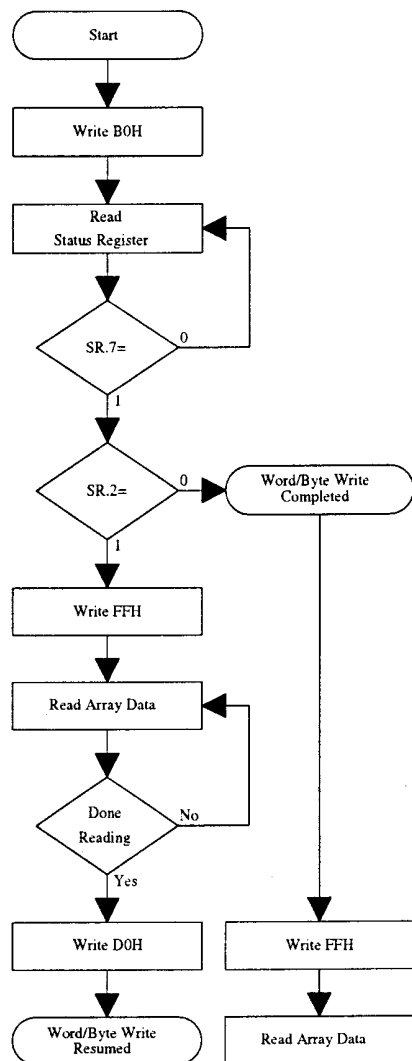 Start
Write B0H
Read
Status Register
SR.7=
0
1
SR.2=
0
Word/Byte Write
Completed
1
Write FFH
Read Array Data
Done
Reading
No
Yes
Write D0H
Write FFH
Word/Byte Write
Resumed
Read Array Data